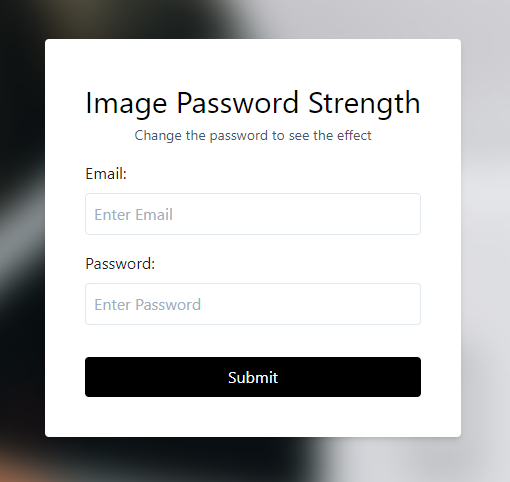 Image Password Strength
Change the password to see the effect
Email:
Enter Email
Password:
Enter Password
Submit